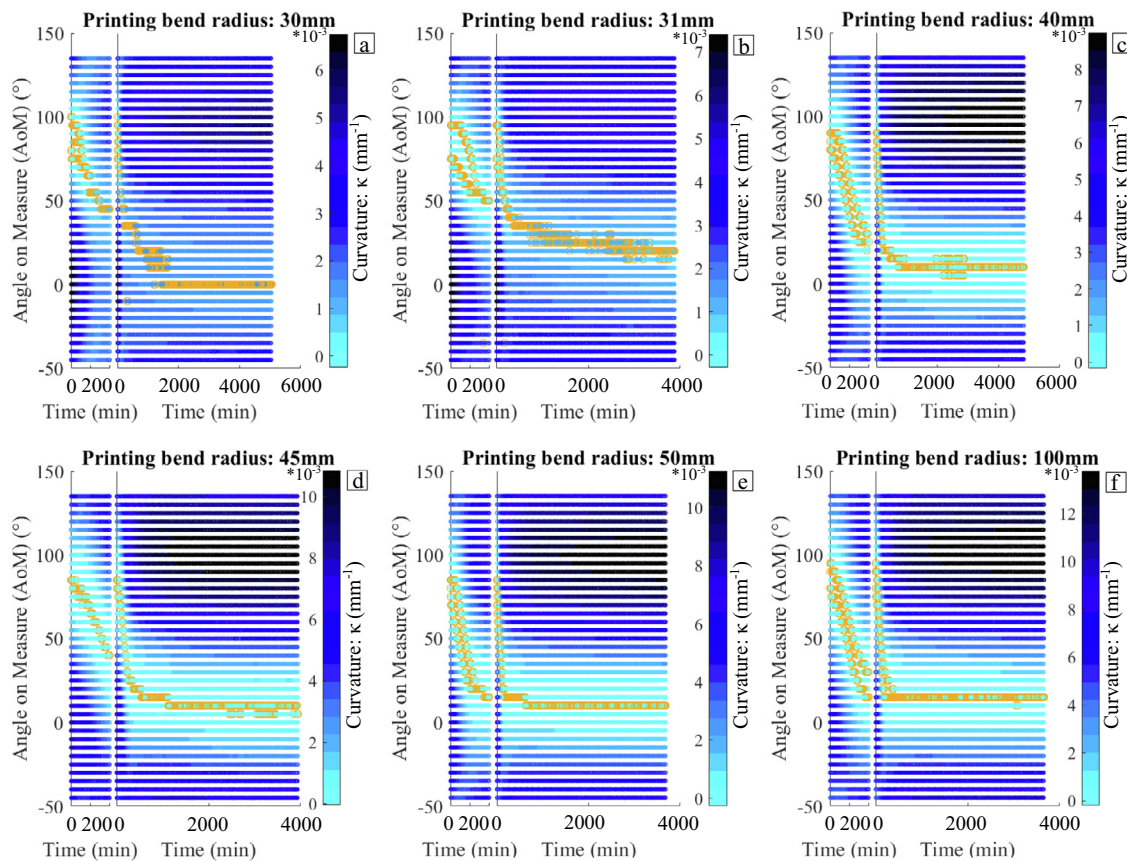 Printing bend radius: 30mm
*10⁻³
a
150
100
50
0
-50
Angle on Measure (AoM) (°)
6
5
4
3
2
1
0
Curvature: κ (mm⁻¹)
0 2000
0
2000
4000
6000
Time (min)
Time (min)
Printing bend radius: 31mm
*10⁻³
b
150
100
50
0
-50
Angle on Measure (AoM) (°)
7
6
5
4
3
2
1
0
Curvature: κ (mm⁻¹)
0 2000
0
2000
4000
Time (min)
Time (min)
Printing bend radius: 40mm
*10⁻³
c
150
100
50
0
-50
Angle on Measure (AoM) (°)
8
7
6
5
4
3
2
1
0
Curvature: κ (mm⁻¹)
0 2000
0
2000
4000
6000
Time (min)
Time (min)
Printing bend radius: 45mm
*10⁻³
d
150
100
50
0
-50
Angle on Measure (AoM) (°)
10
8
6
4
2
0
Curvature: κ (mm⁻¹)
0 2000
0
2000
4000
Time (min)
Time (min)
Printing bend radius: 50mm
*10⁻³
e
150
100
50
0
-50
Angle on Measure (AoM) (°)
10
8
6
4
2
0
Curvature: κ (mm⁻¹)
0 2000
0
2000
4000
Time (min)
Time (min)
Printing bend radius: 100mm
*10⁻³
f
150
100
50
0
-50
Angle on Measure (AoM) (°)
12
10
8
6
4
2
0
Curvature: κ (mm⁻¹)
0 2000
0
2000
4000
Time (min)
Time (min)